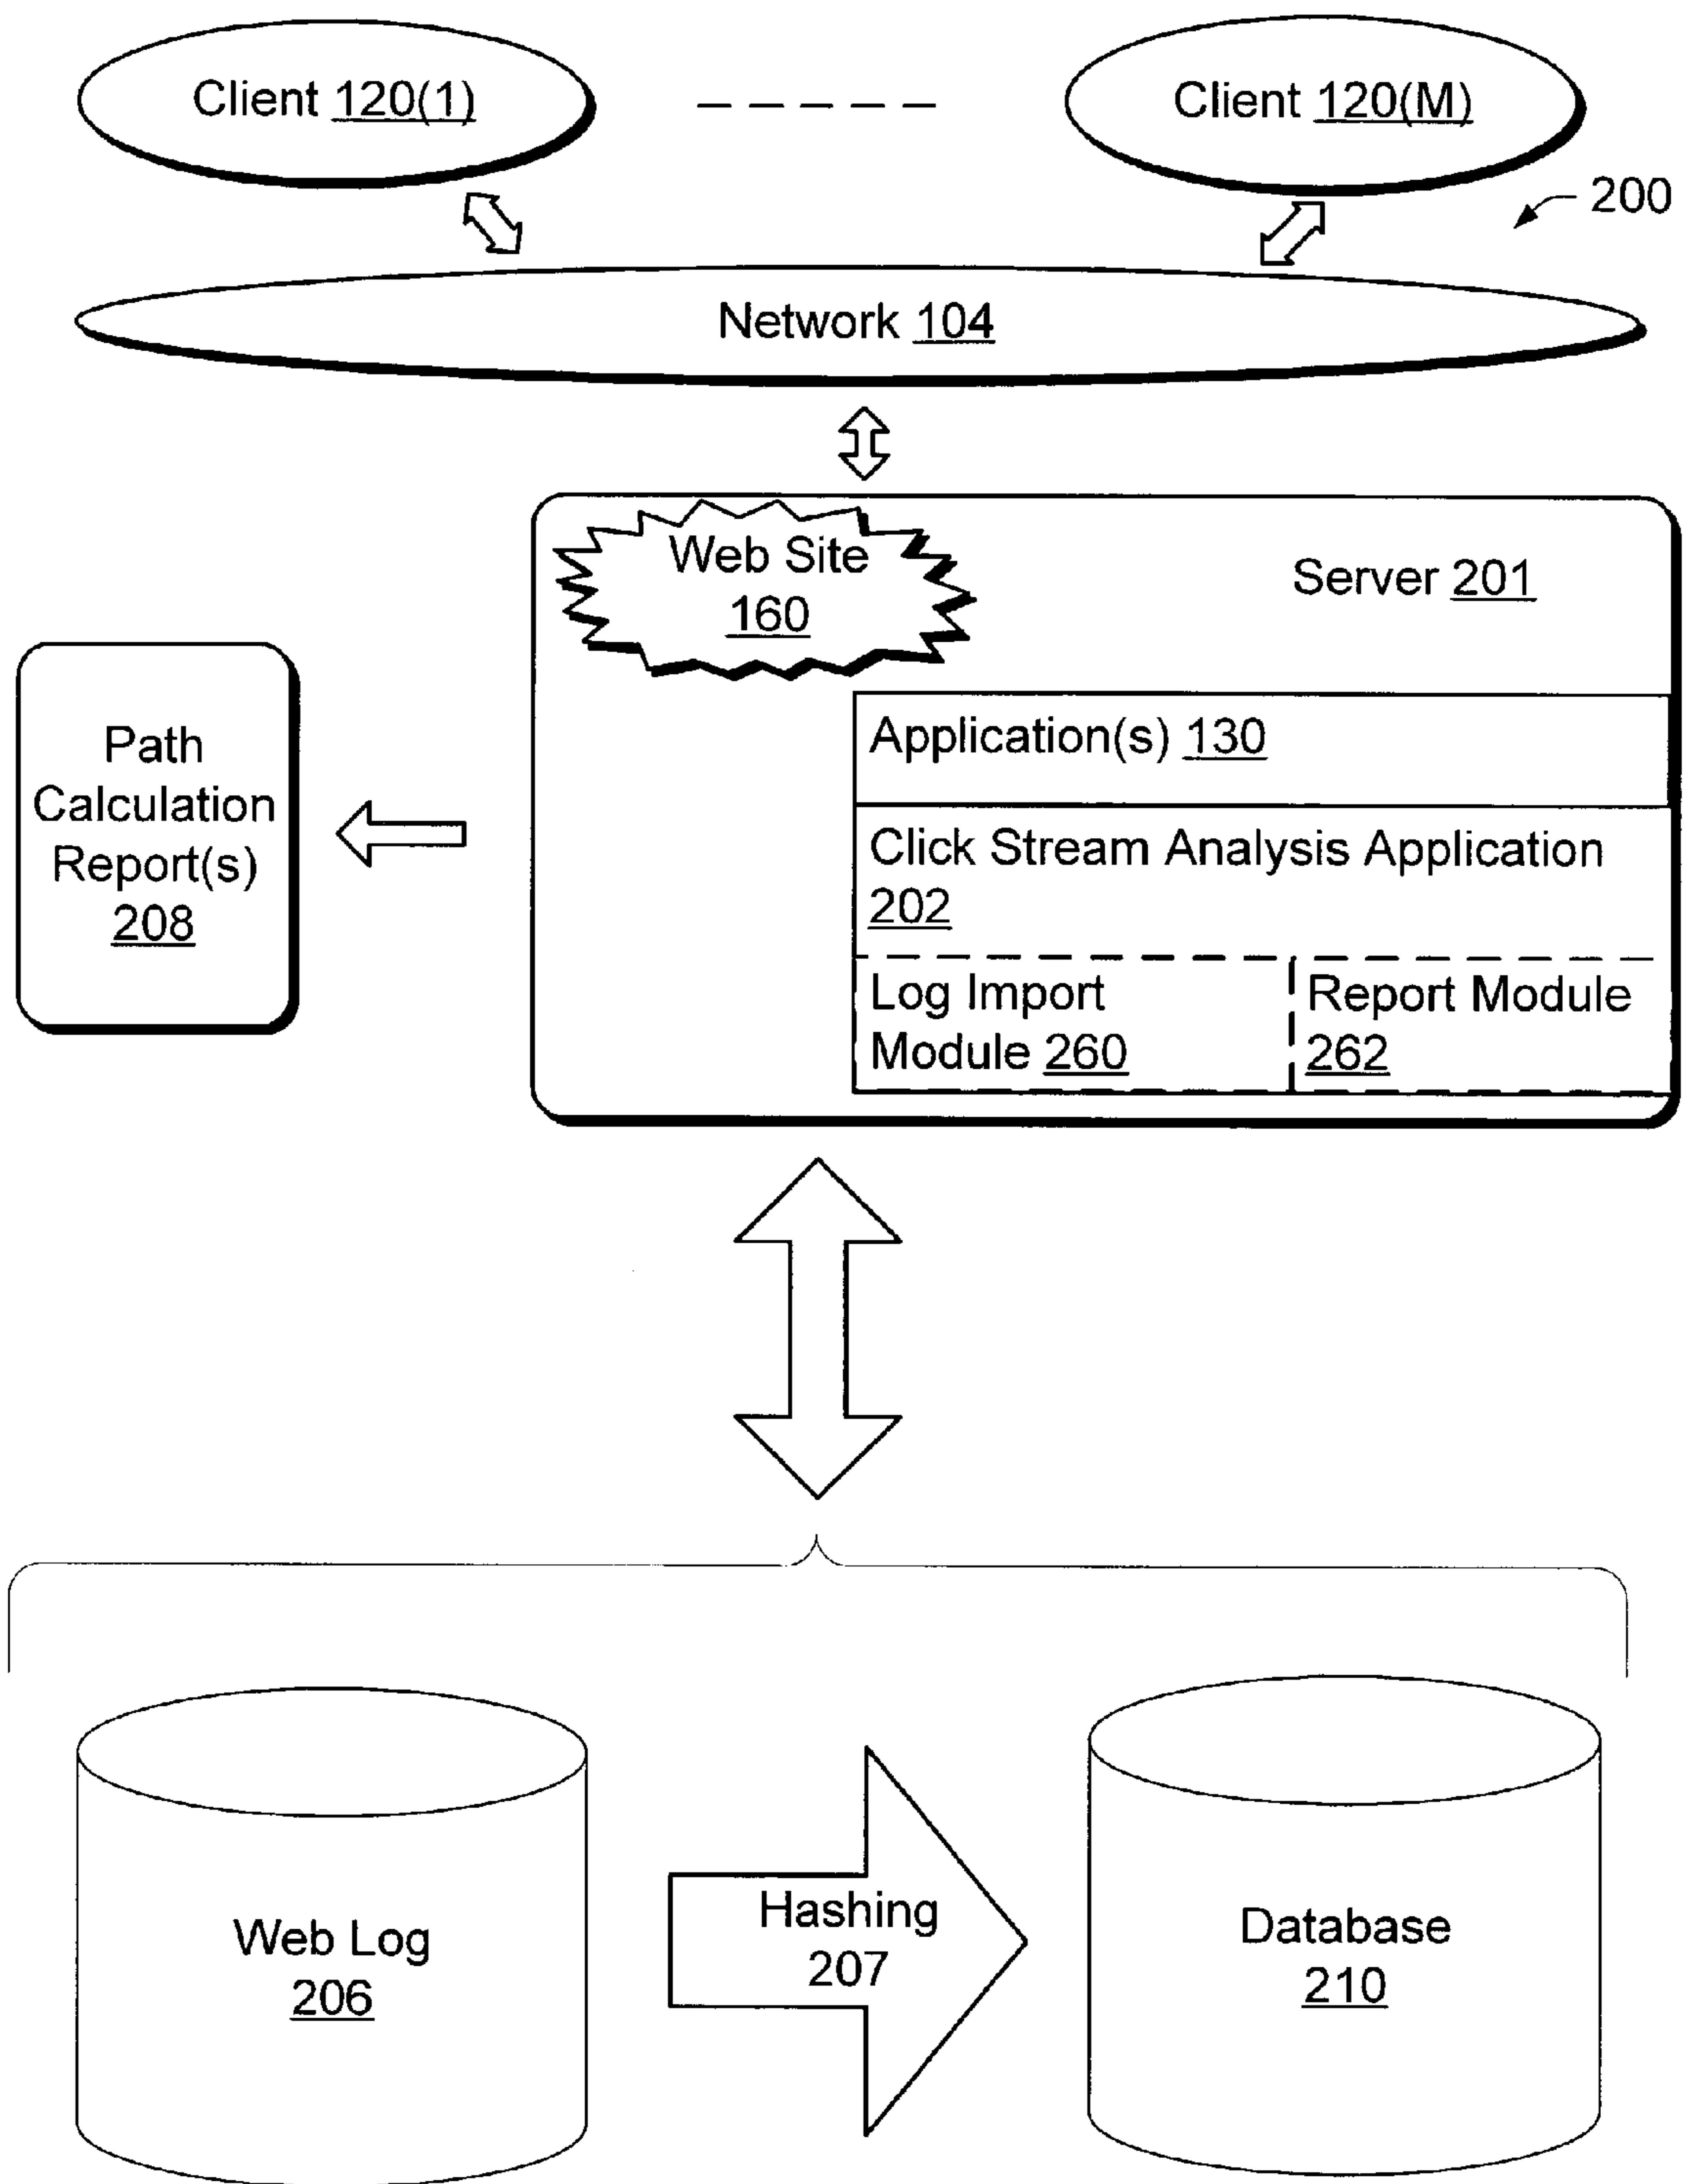 Client 120(1)
Client 120(M)
200
Network 104
Web Site
160
Server 201
Application(s) 130
Path
Calculation
Report(s)
208
Click Stream Analysis Application
202
Log Import
Module 260
Report Module
262
Hashing
207
Web Log
206
Database
210